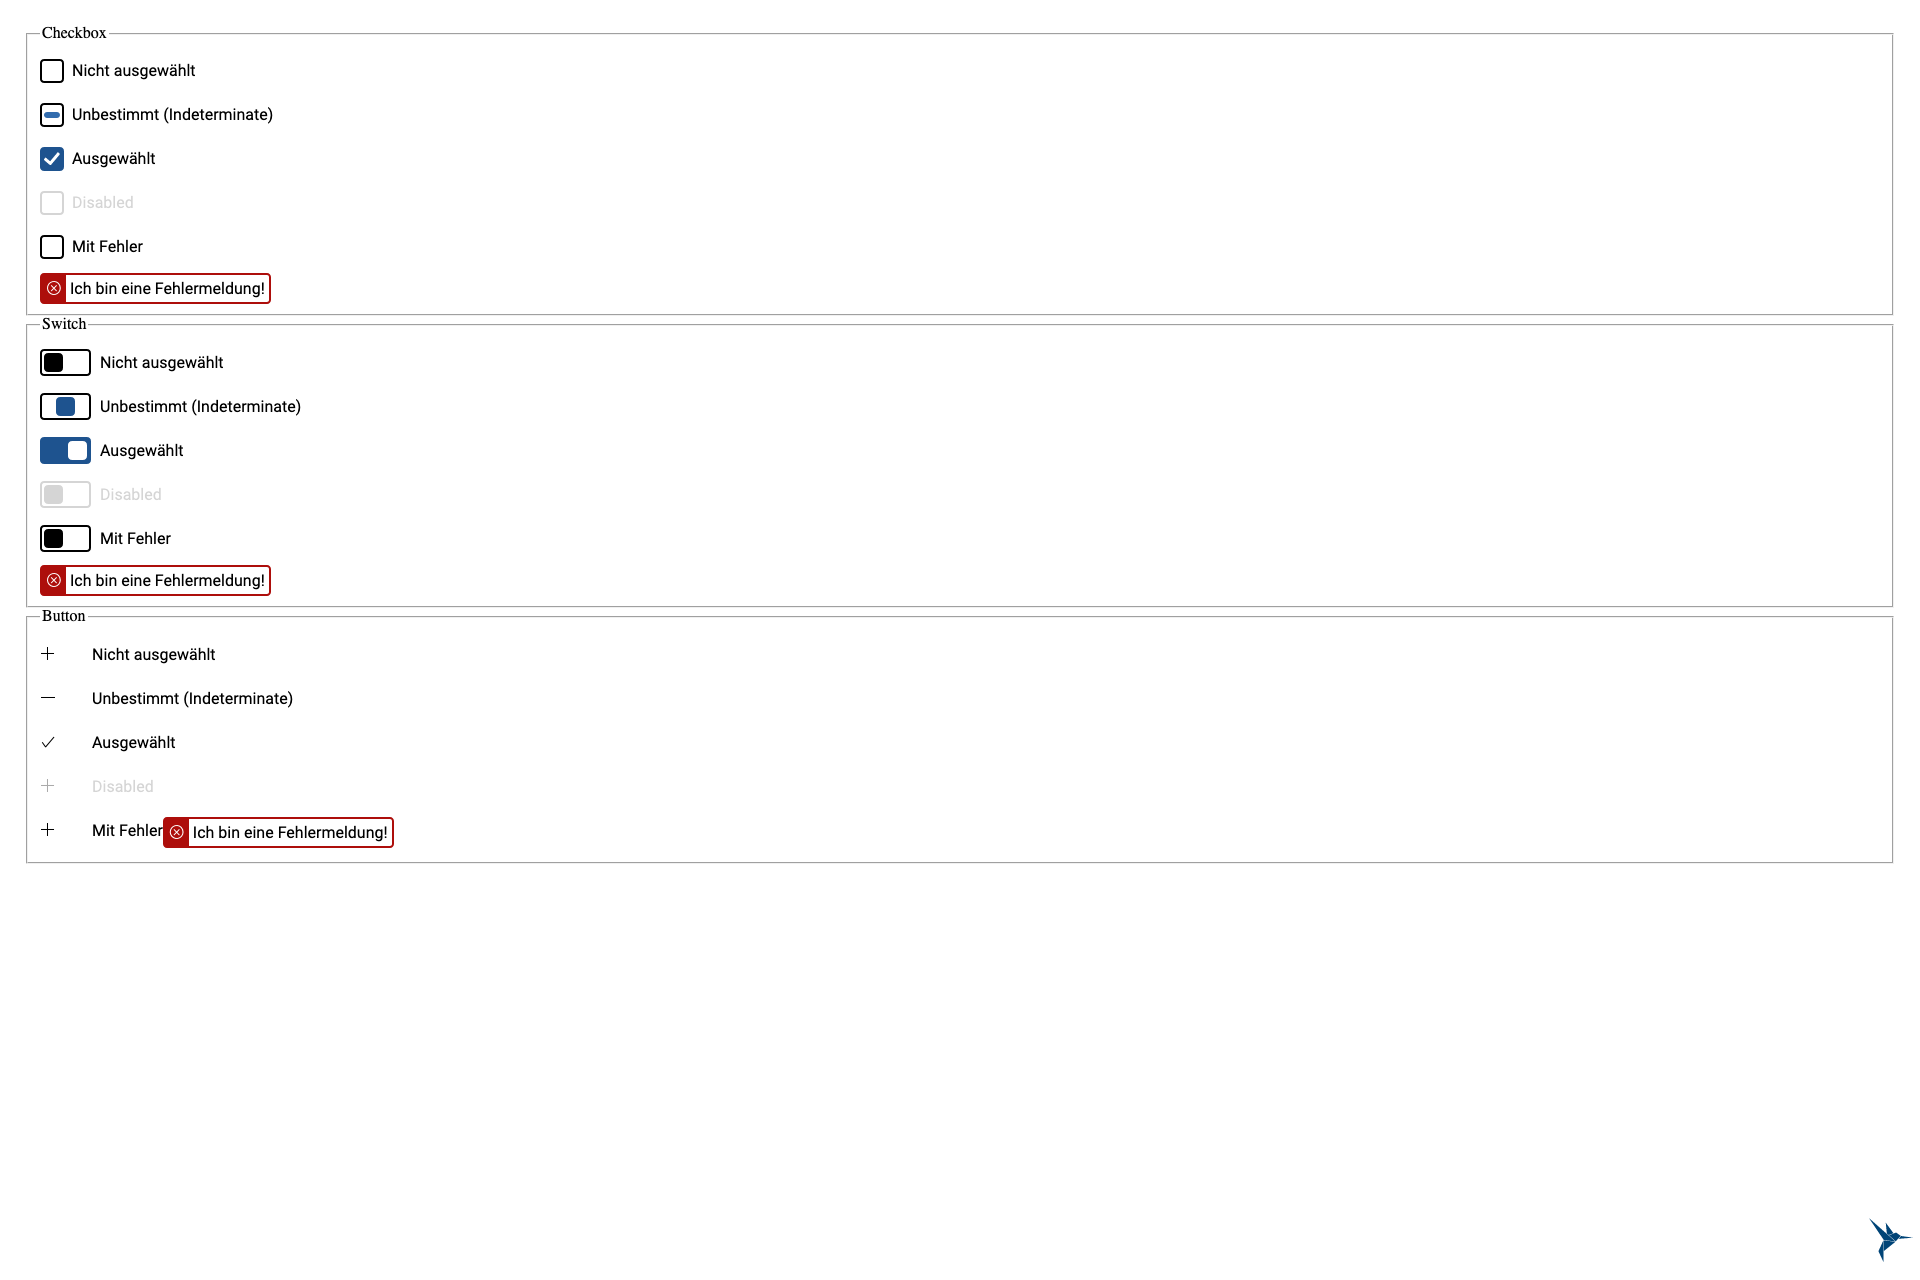 Checkbox
Nicht ausgewählt
Unbestimmt (Indeterminate)
Ausgewählt
Disabled
Mit Fehler
Ich bin eine Fehlermeldung!
Switch
Nicht ausgewählt
Unbestimmt (Indeterminate)
Ausgewählt
Disabled
Mit Fehler
Ich bin eine Fehlermeldung!
Button
Nicht ausgewählt
Unbestimmt (Indeterminate)
Ausgewählt
Disabled
Mit Fehler Ich bin eine Fehlermeldung!